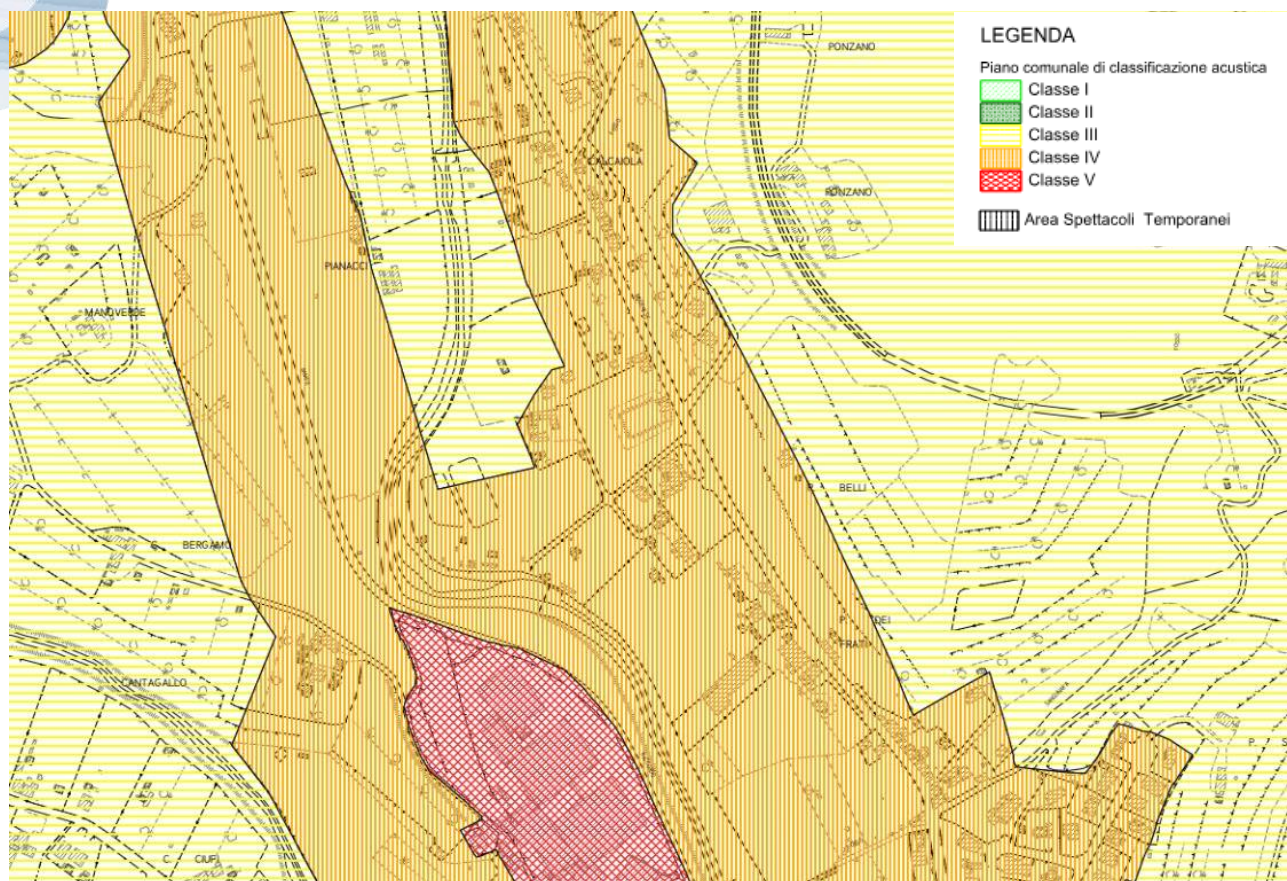 LEGENDA
Piano comunale di classificazione acustica
Classe I
Classe II
Classe III
Classe IV
Classe V
Area Spettacoli Temporanei
PONZANO
CALCAIOLA
PONZANO
PIANACCI
MANOVERDE
BELLI
BERGAMO
P. DEI
FRATI
CANTAGALLO
P. S
C. CIUFI